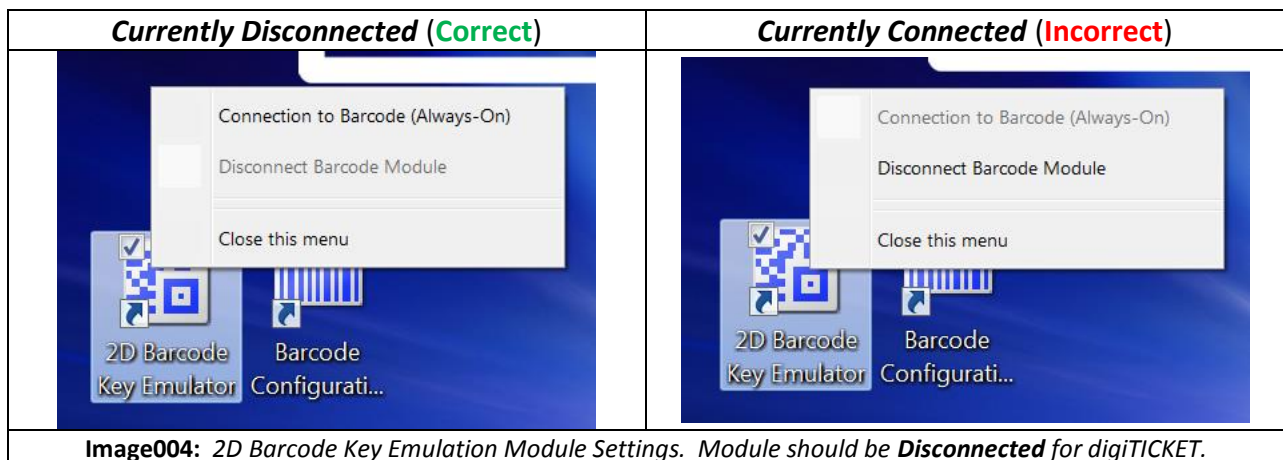 Currently Disconnected (Correct)
Currently Connected (Incorrect)
Connection to Barcode (Always-On)
Disconnect Barcode Module
Close this menu
2D Barcode
Key Emulator
Barcode
Configurati...
Connection to Barcode (Always-On)
Disconnect Barcode Module
Close this menu
2D Barcode
Key Emulator
Barcode
Configurati...
Image004: 2D Barcode Key Emulation Module Settings. Module should be Disconnected for digiTICKET.